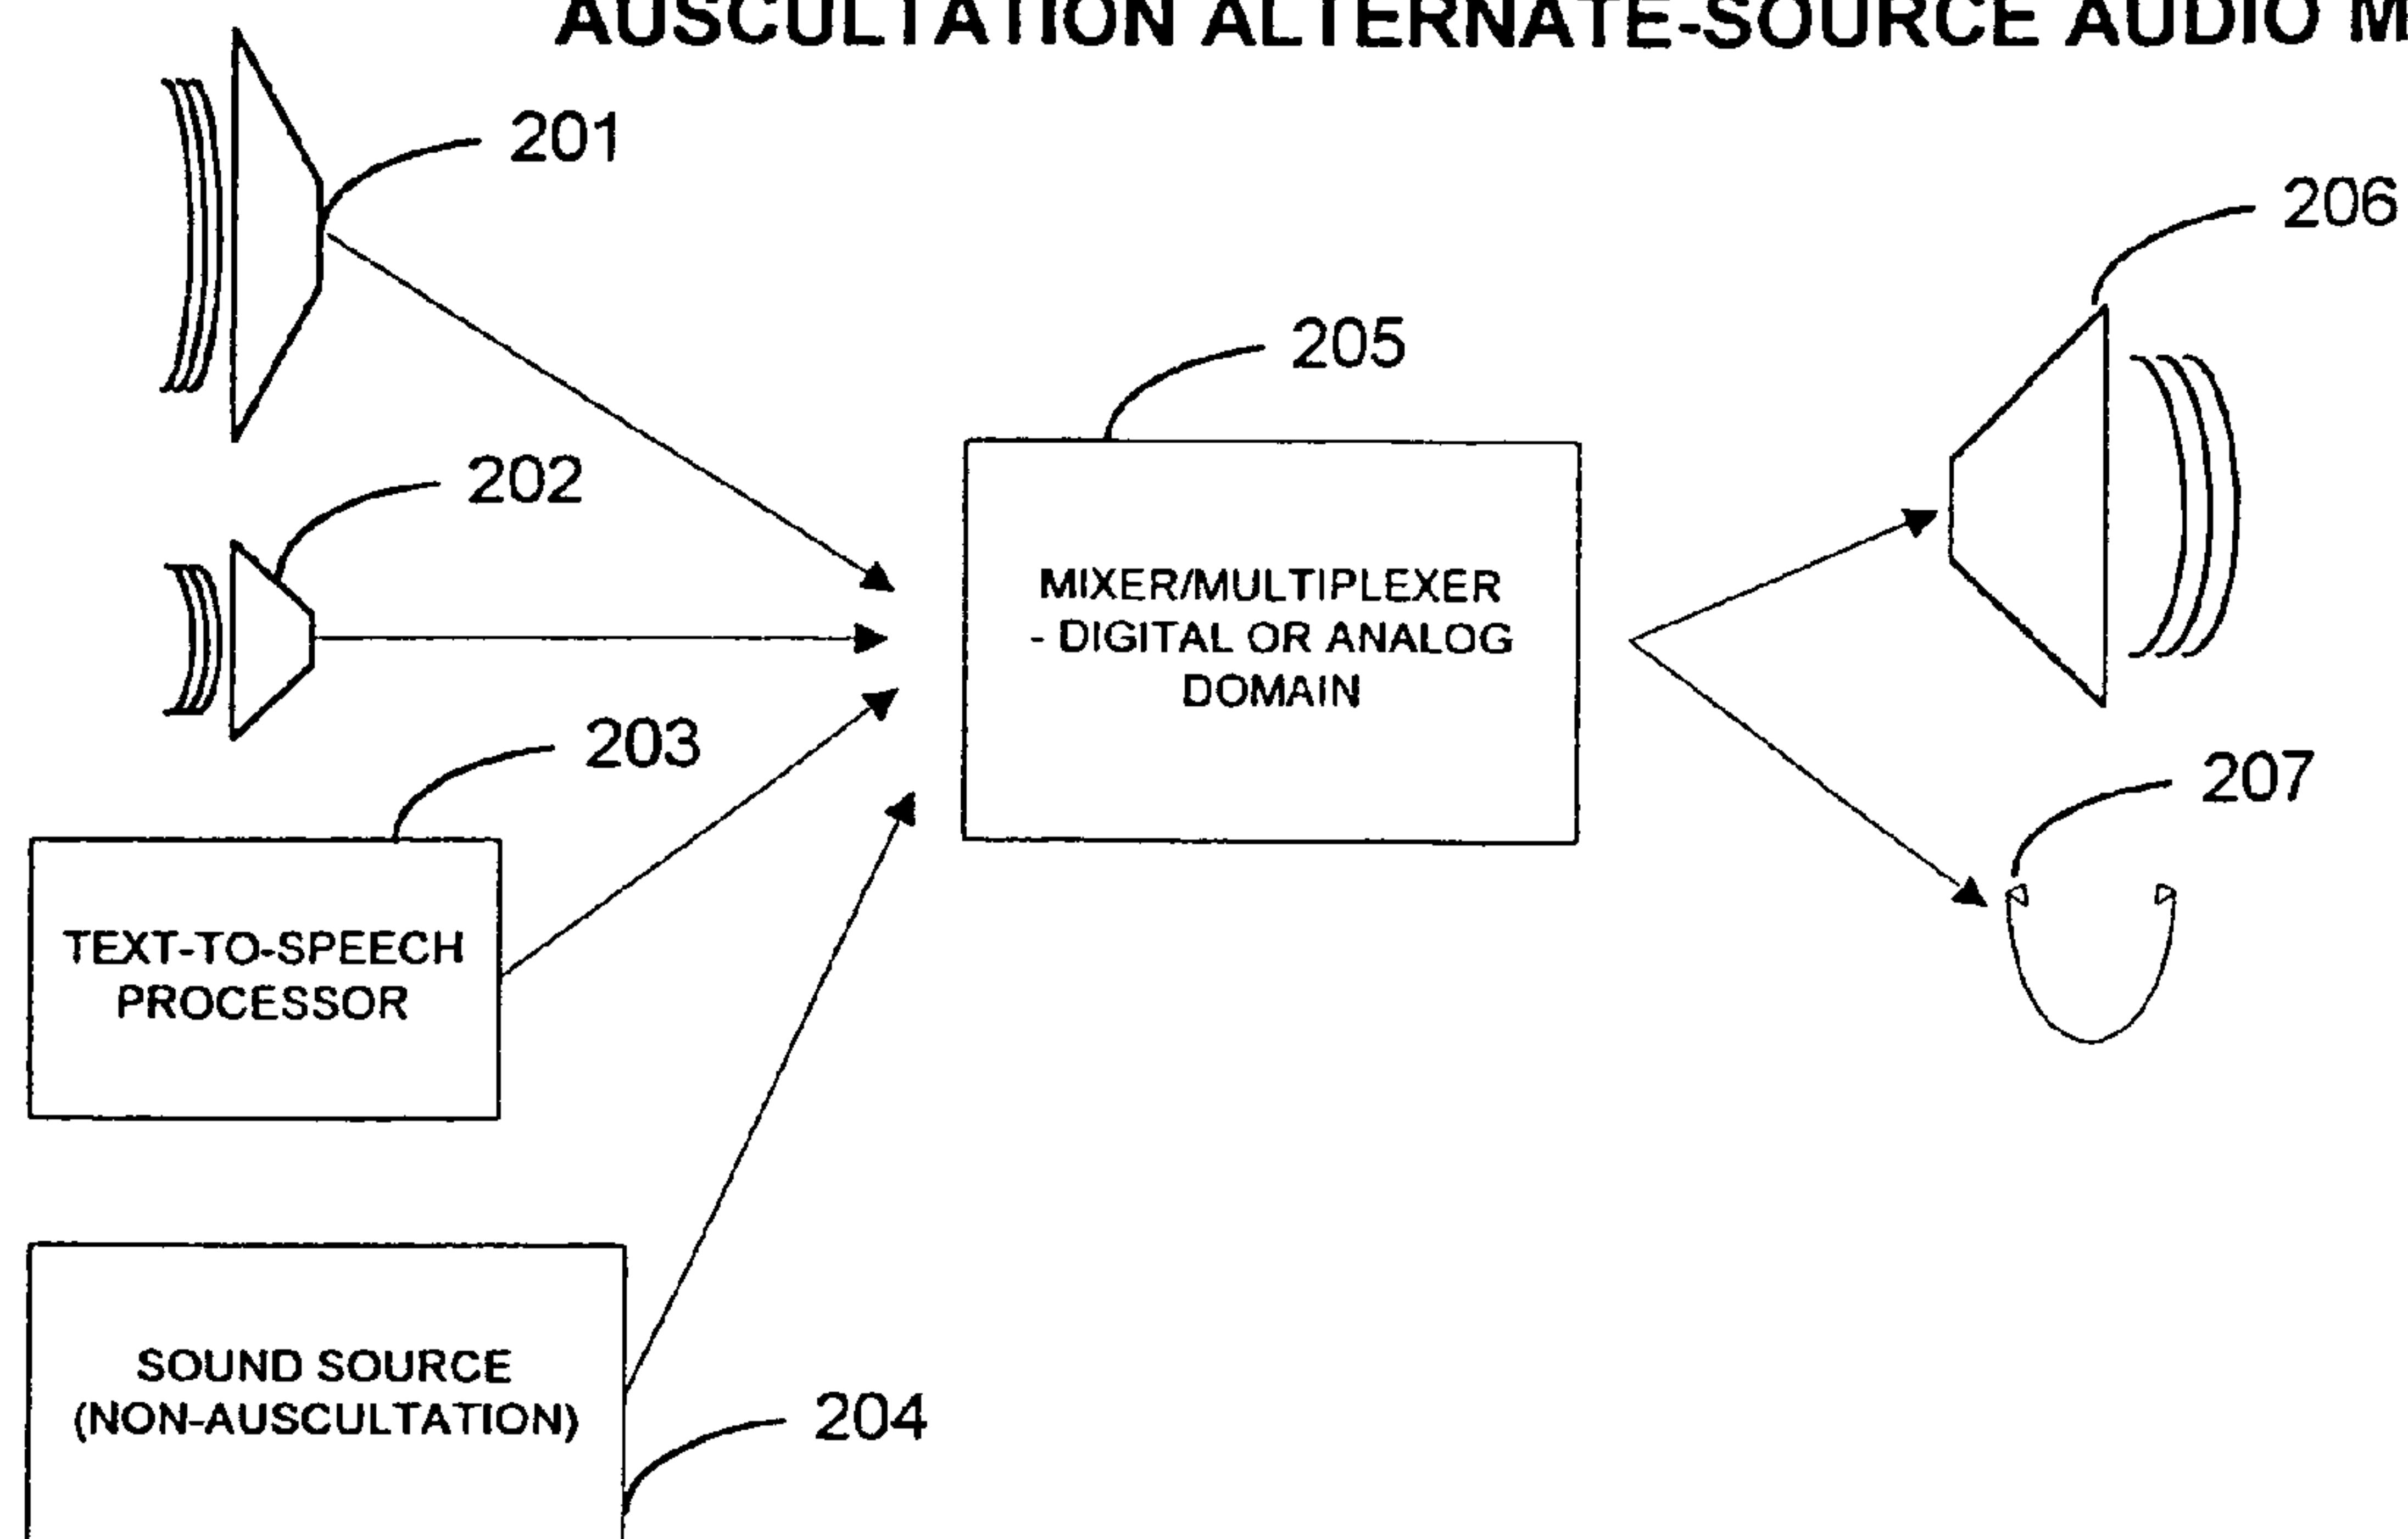 AUSCULTATION ALTERNATE-SOURCE AUDIO
201
206
205
202
MIXER/MULTIPLEXER
- DIGITAL OR ANALOG
DOMAIN
203
207
TEXT-TO-SPEECH
PROCESSOR
SOUND SOURCE
(NON-AUSCULTATION)
204